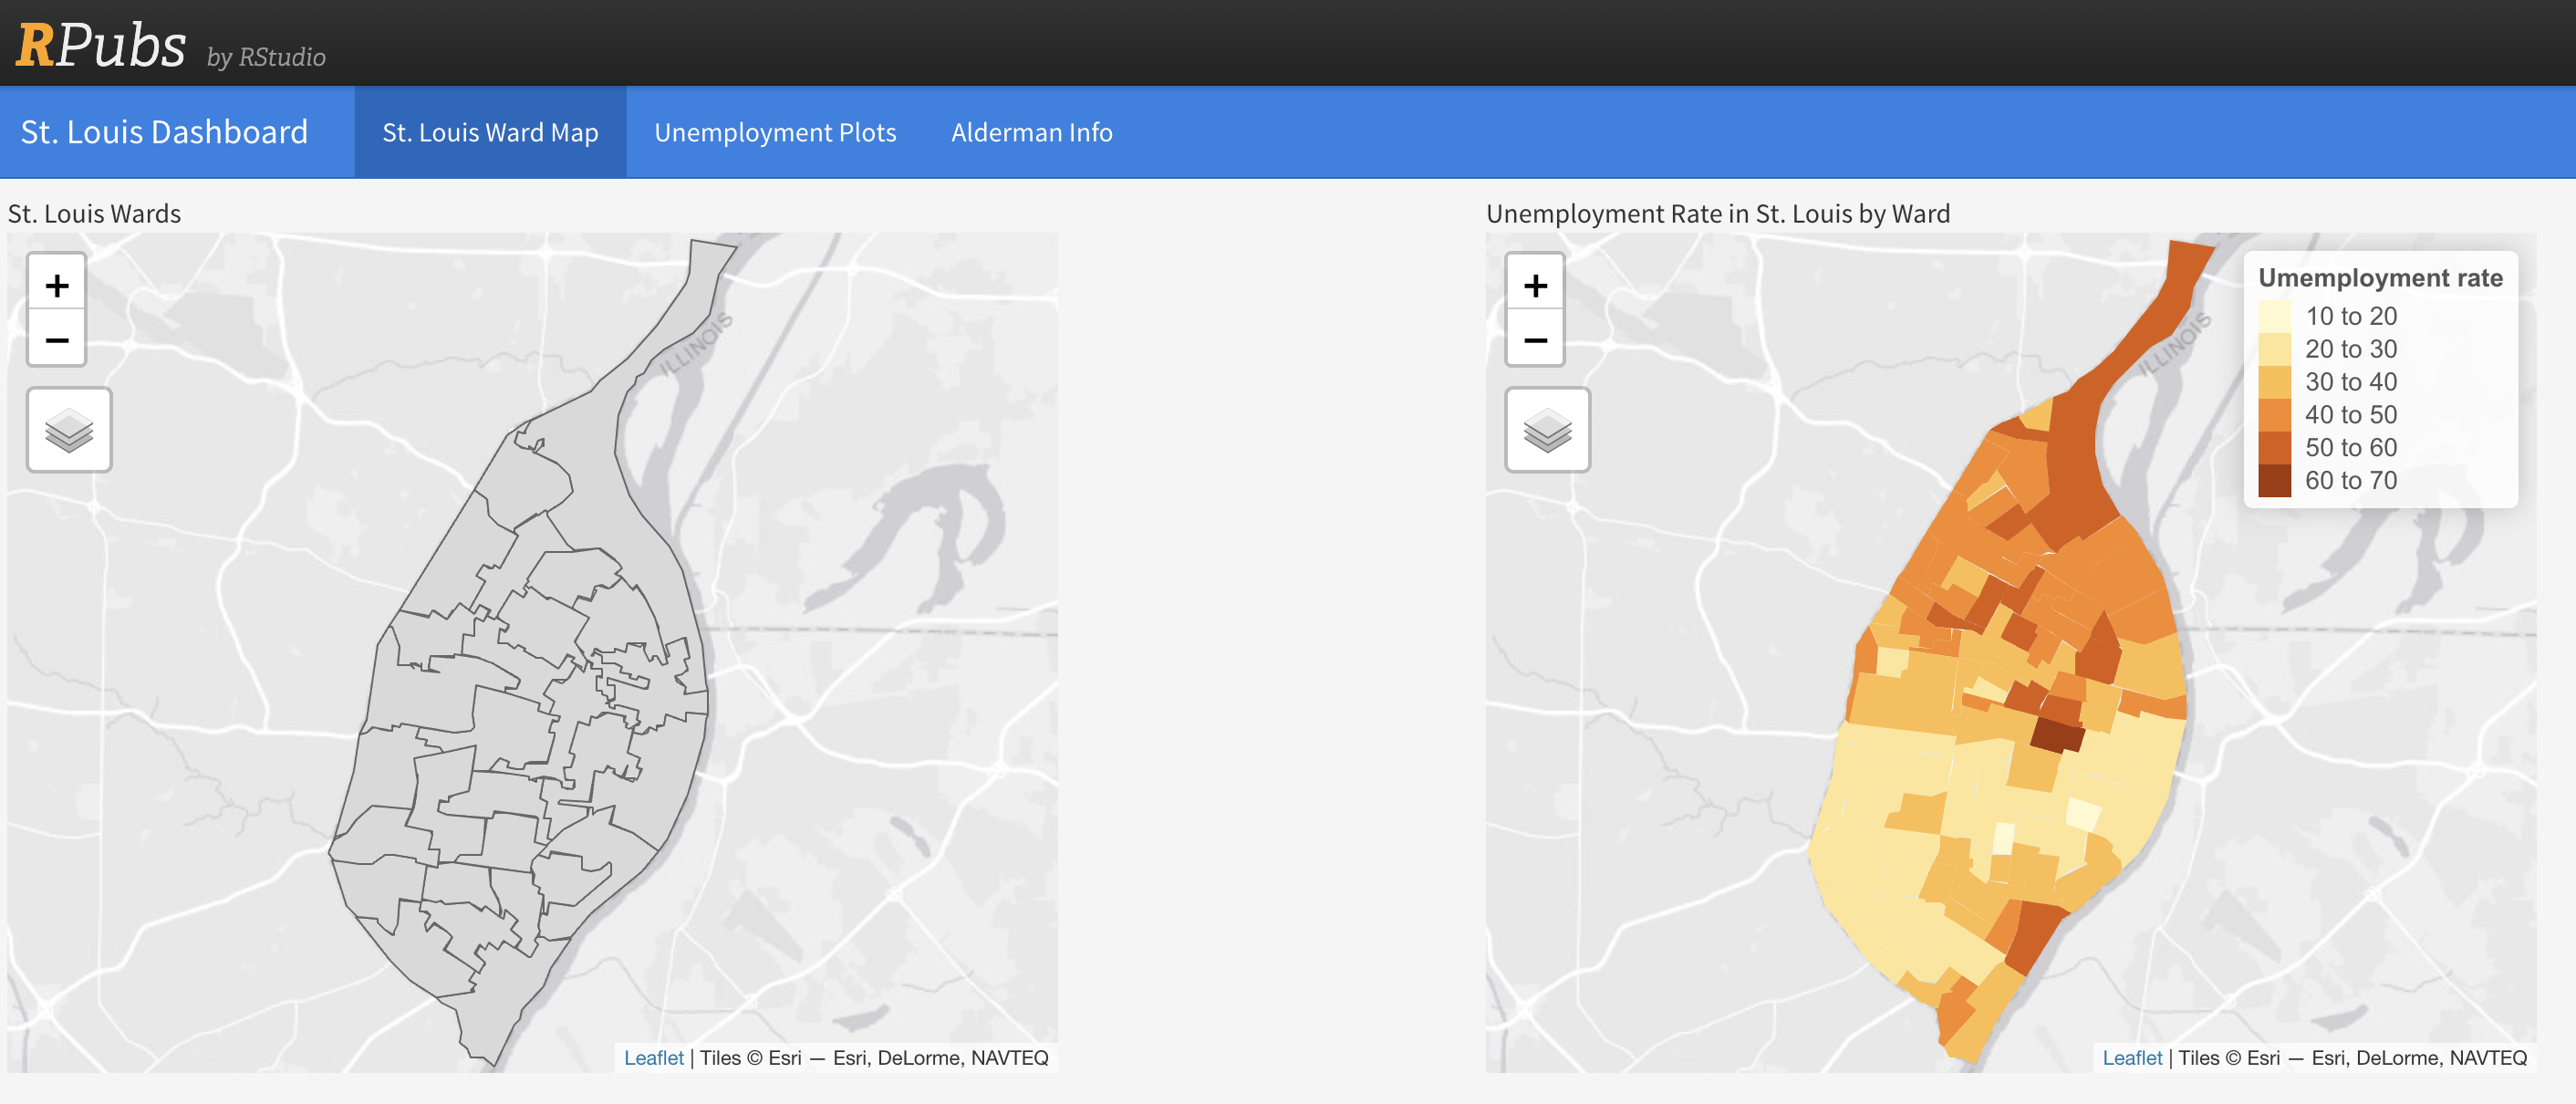 RPubs by RStudio
St. Louis Dashboard St. Louis Ward Map Unemployment Plots Alderman Info
St. Louis Wards
+
−
ILLINOIS
Leaflet | Tiles © Esri — Esri, DeLorme, NAVTEQ
Unemployment Rate in St. Louis by Ward
+
−
ILLINOIS
Umemployment rate
10 to 20
20 to 30
30 to 40
40 to 50
50 to 60
60 to 70
Leaflet | Tiles © Esri — Esri, DeLorme, NAVTEQ